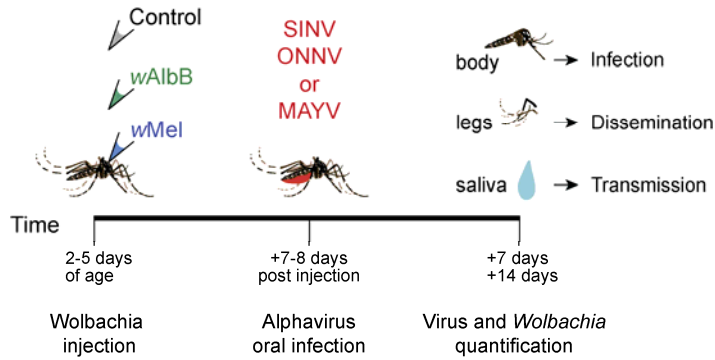 Control
wAlbB
wMel
SINV
ONNV
or
MAYV
body
Infection
legs
Dissemination
saliva
Transmission
Time
2-5 days
of age
+7-8 days
post injection
+7 days
+14 days
Wolbachia
injection
Alphavirus
oral infection
Virus and Wolbachia
quantification